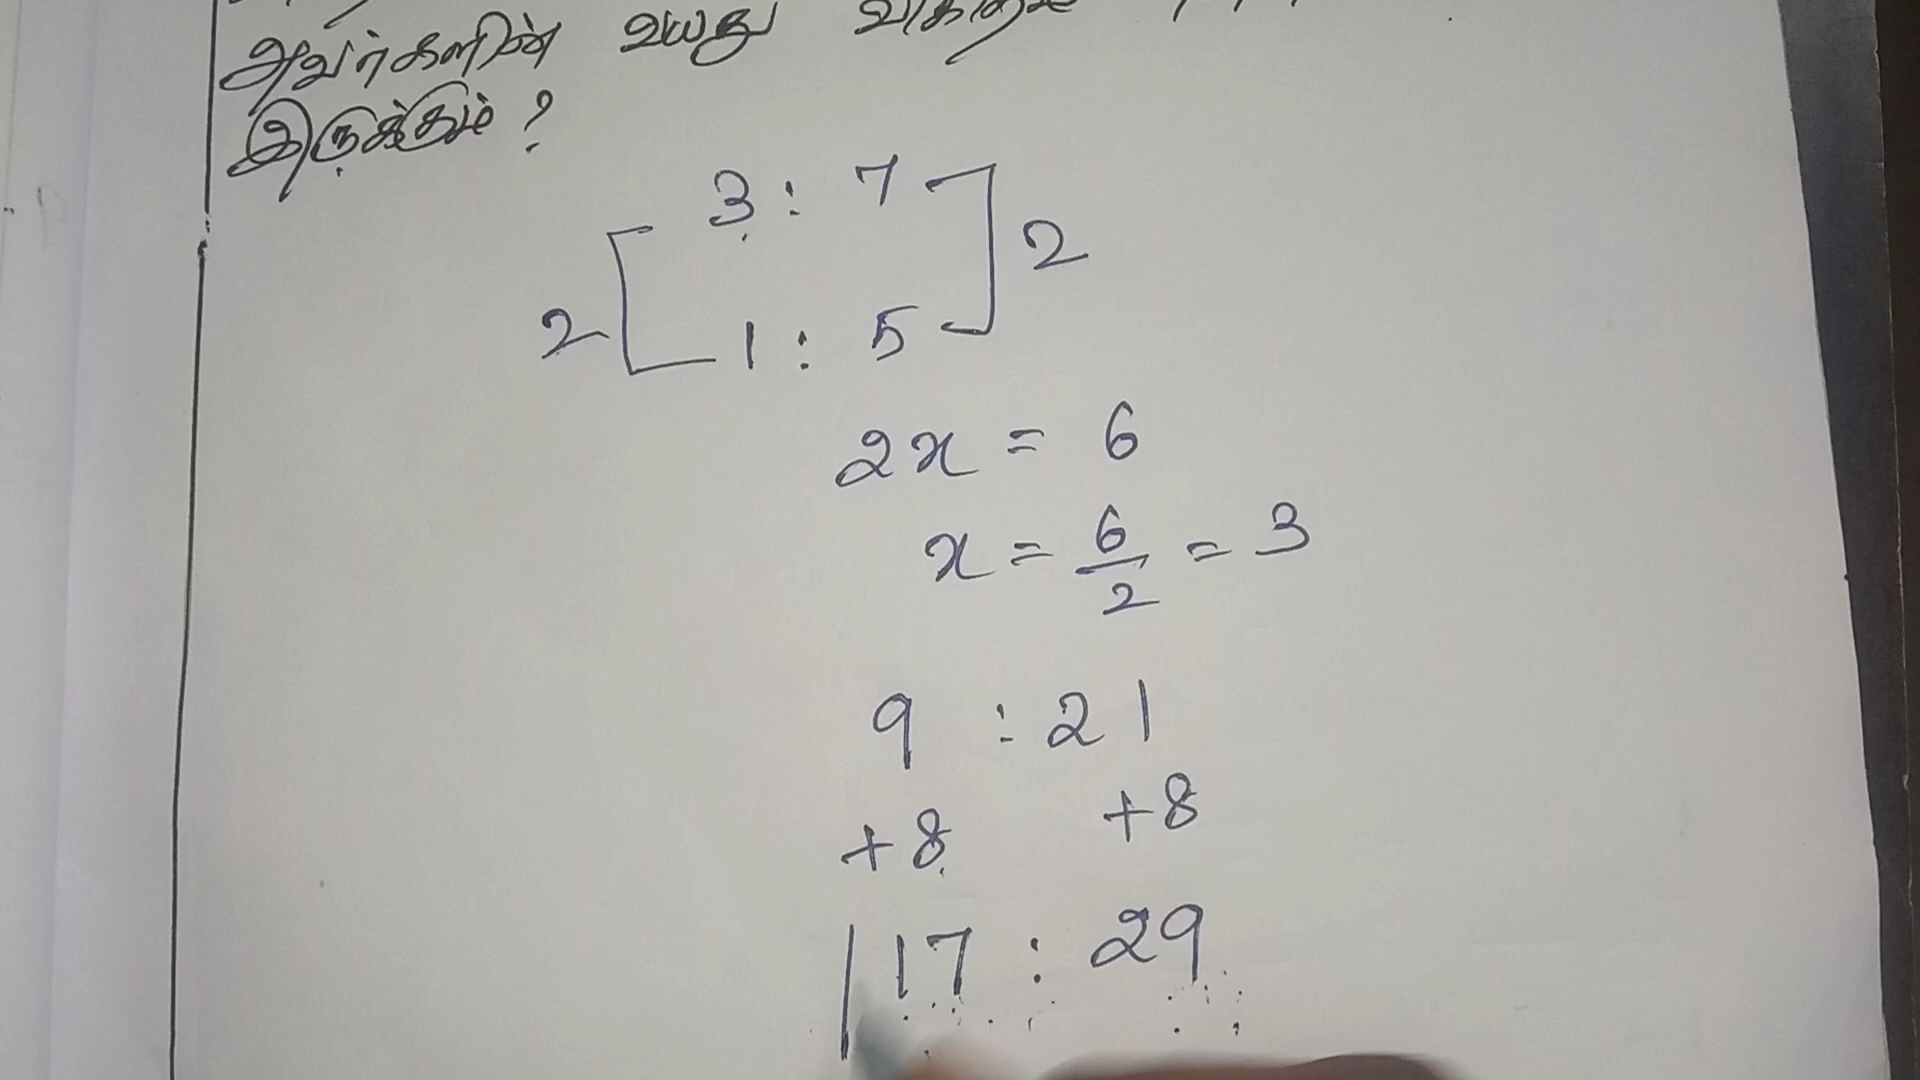 அவர்களின் வயது
இருக்கும் ?
3 : 7
2
1 : 5
2
2x = 6
x = 6/2 = 3
9 : 21
+8 +8
17 : 29